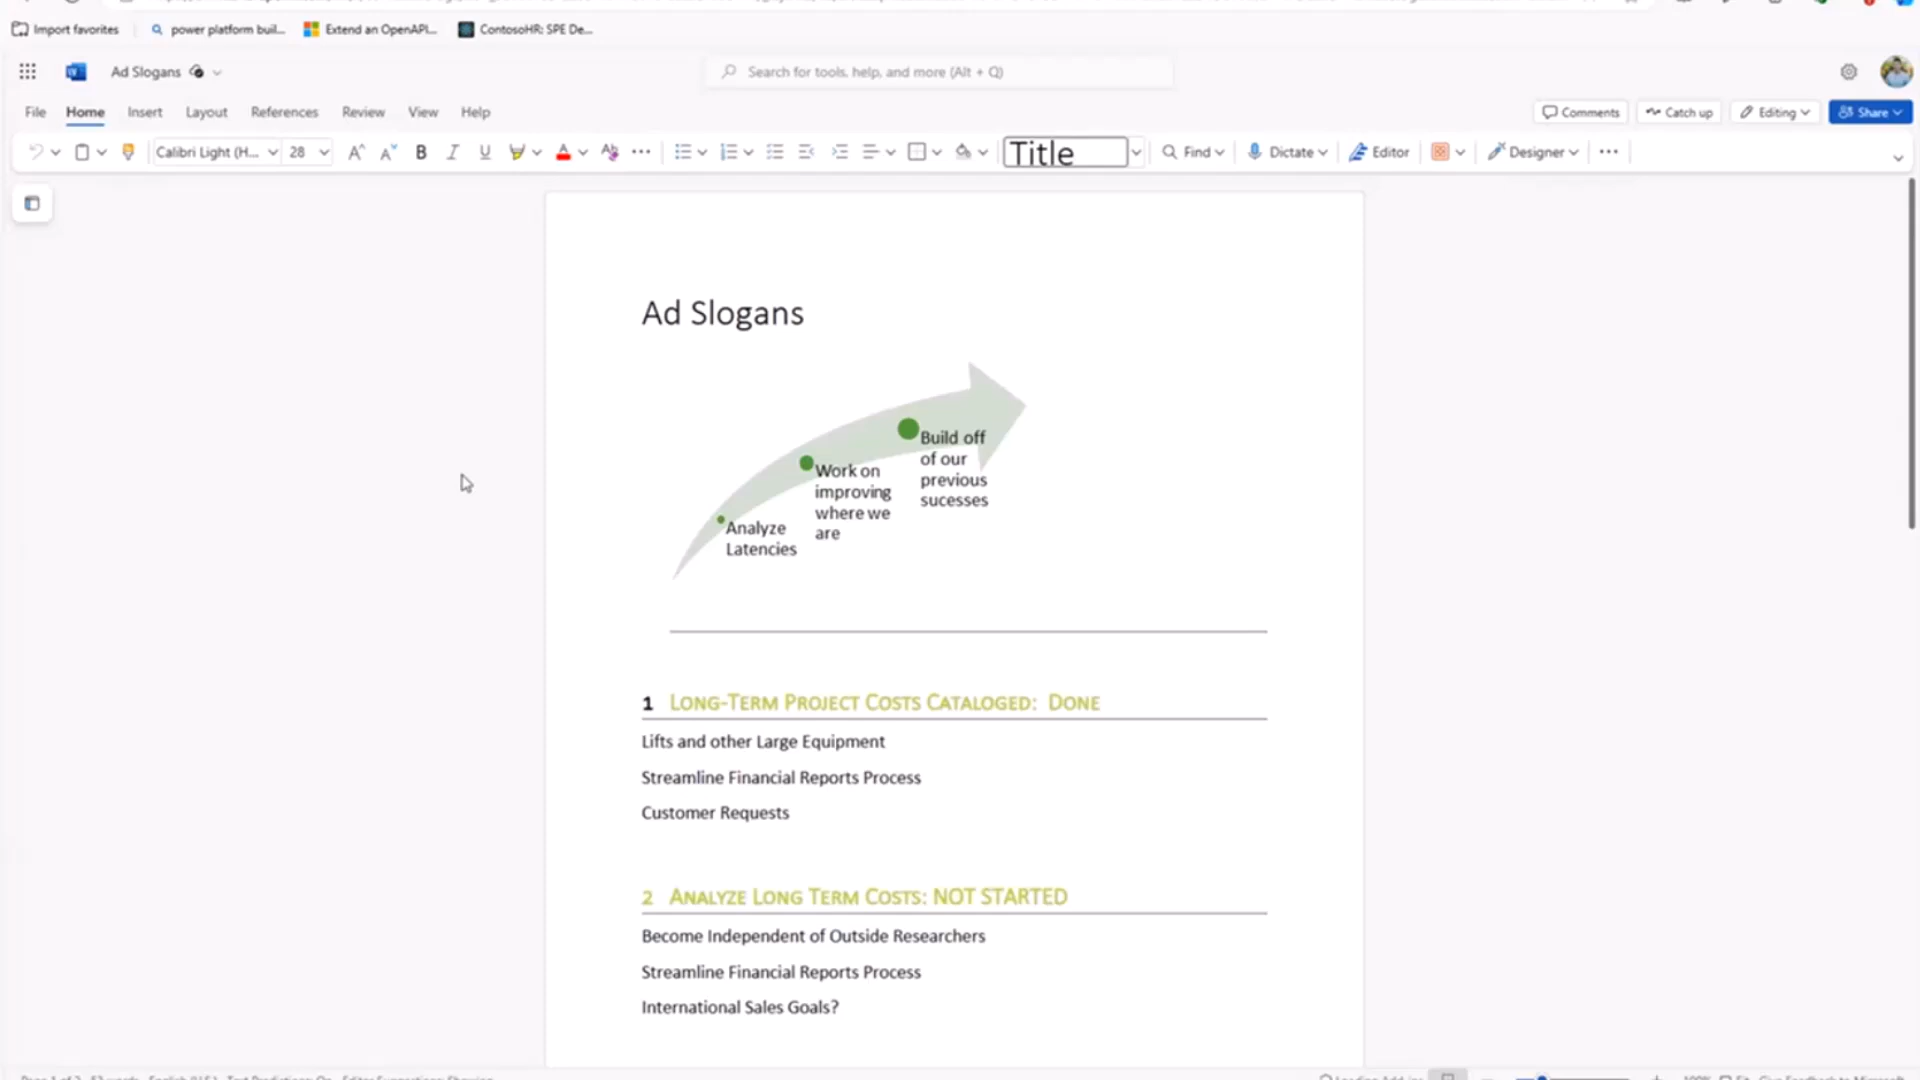 Import favorites
power platform buil...
Extend an OpenAPI...
ContosoHR: SPE De...
Ad Slogans
Search for tools, help, and more (Alt + Q)
File
Home
Insert
Layout
References
Review
View
Help
Comments
Catch up
Editing
Share
Calibri Light (H...
28
B
I
U
Title
Find
Dictate
Editor
Designer
Ad Slogans
Build off
of our
previous
sucesses
Work on
improving
where we
are
Analyze
Latencies
1 LONG-TERM PROJECT COSTS CATALOGED: DONE
Lifts and other Large Equipment
Streamline Financial Reports Process
Customer Requests
2 ANALYZE LONG TERM COSTS: NOT STARTED
Become Independent of Outside Researchers
Streamline Financial Reports Process
International Sales Goals?